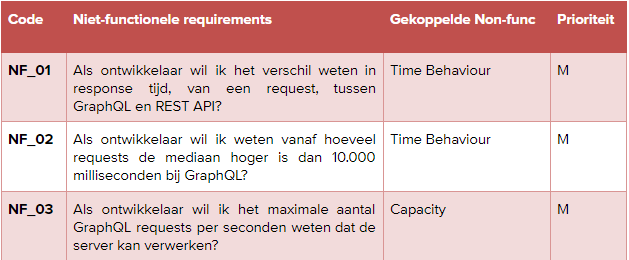 Code Niet-functionele requirements Gekoppelde Non-func Prioriteit
NF_01 Als ontwikkelaar wil ik het verschil weten in Time Behaviour M
response tijd, van een request, tussen
GraphQL en REST API?
NF_02 Als ontwikkelaar wil ik weten vanaf hoeveel Time Behaviour M
requests de mediaan hoger is dan 10.000
milliseconden bij GraphQL?
NF_03 Als ontwikkelaar wil ik het maximale aantal Capacity M
GraphQL requests per seconden weten dat de
server kan verwerken?